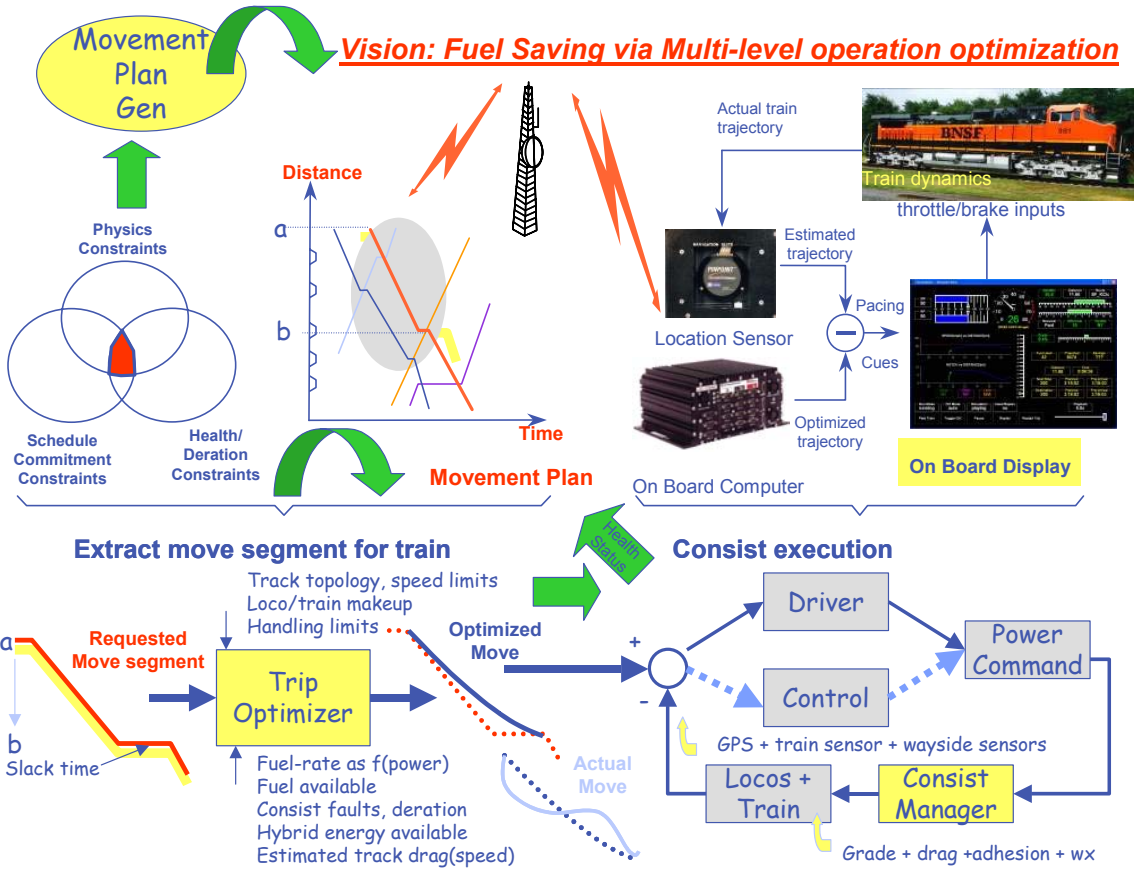 Movement
Plan
Gen
Vision: Fuel Saving via Multi-level operation optimization
Physics
Constraints
Schedule
Commitment
Constraints
Health/
Deration
Constraints
Distance
a
b
Time
Movement Plan
Actual train
trajectory
BNSF
Train dynamics
throttle/brake inputs
Estimated
trajectory
Location Sensor
Pacing
Cues
Optimized
trajectory
On Board Computer
On Board Display
Extract move segment for train
Health
Status
Consist execution
Track topology, speed limits
Loco/train makeup
Handling limits
a
b
Slack time
Requested
Move segment
Trip
Optimizer
Optimized
Move
Fuel-rate as f(power)
Fuel available
Consist faults, deration
Hybrid energy available
Estimated track drag(speed)
Actual
Move
+
-
Driver
Control
Power
Command
GPS + train sensor + wayside sensors
Locos +
Train
Consist
Manager
Grade + drag +adhesion + wx